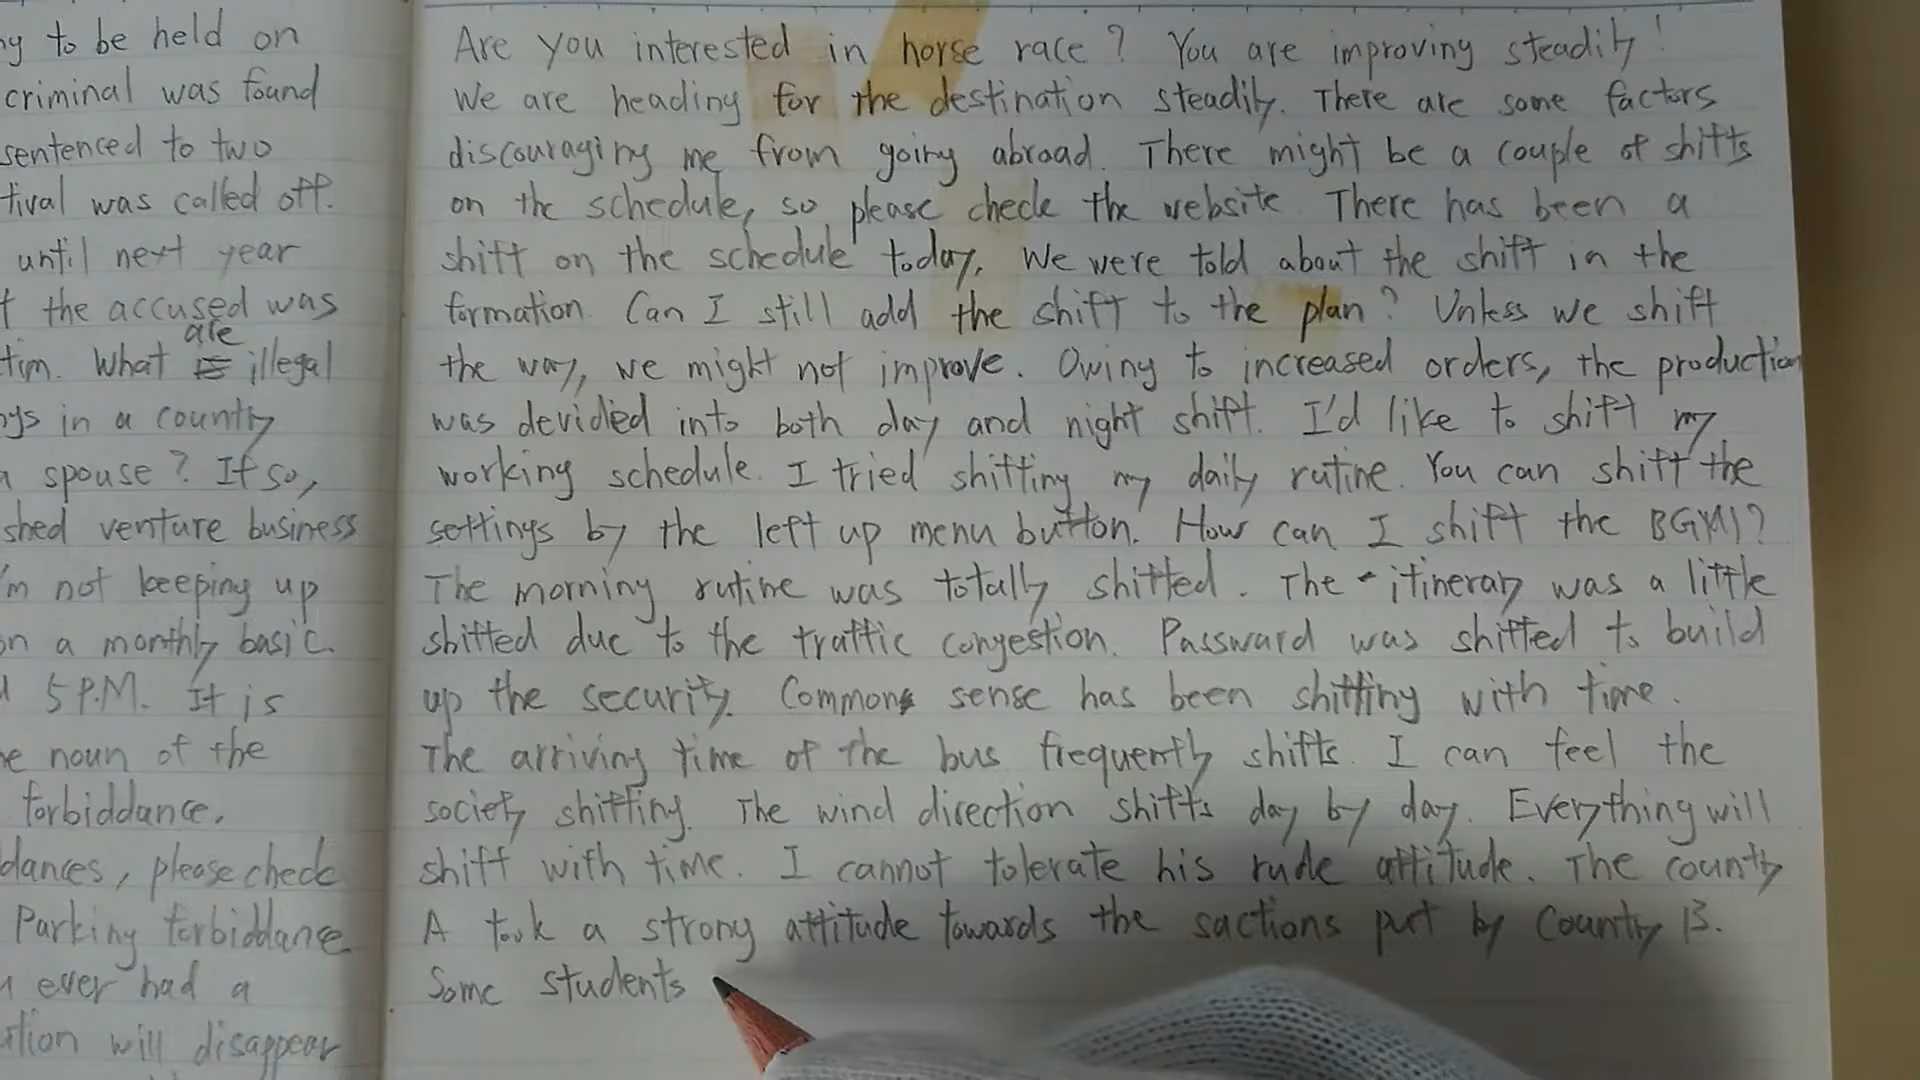 ny to be held on
criminal was found
sentenced to two
tival was called off.
until next year
t the accused was
are
tim. What is illegal
ys in a country
a spouse? If so,
shed venture business
I'm not keeping up
on a monthly basic.
5 P.M. It is
he noun of the
forbiddance.
dances, please check
Parking forbiddance
ever had a
ation will disappear
Are you interested in horse race? You are improving steadily!
We are heading for the destination steadily. There are some factors
discouraging me from going abroad. There might be a couple of shifts
on the schedule, so please check the website. There has been a
shift on the schedule today. We were told about the shift in the
formation. Can I still add the shift to the plan? Unless we shift
the way, we might not improve. Owing to increased orders, the production
was devided into both day and night shift. I'd like to shift my
working schedule. I tried shifting my daily rutine. You can shift the
settings by the left up menu button. How can I shift the BGM?
The morning rutine was totally shifted. The itinerary was a little
shifted due to the traffic congestion. Passward was shifted to build
up the security. Common sense has been shifting with time.
The arriving time of the bus frequently shifts. I can feel the
society shifting. The wind direction shifts day by day. Everything will
shift with time. I cannot tolerate his rude attitude. The country
A took a strong attitude towards the sactions put by Country B.
Some students